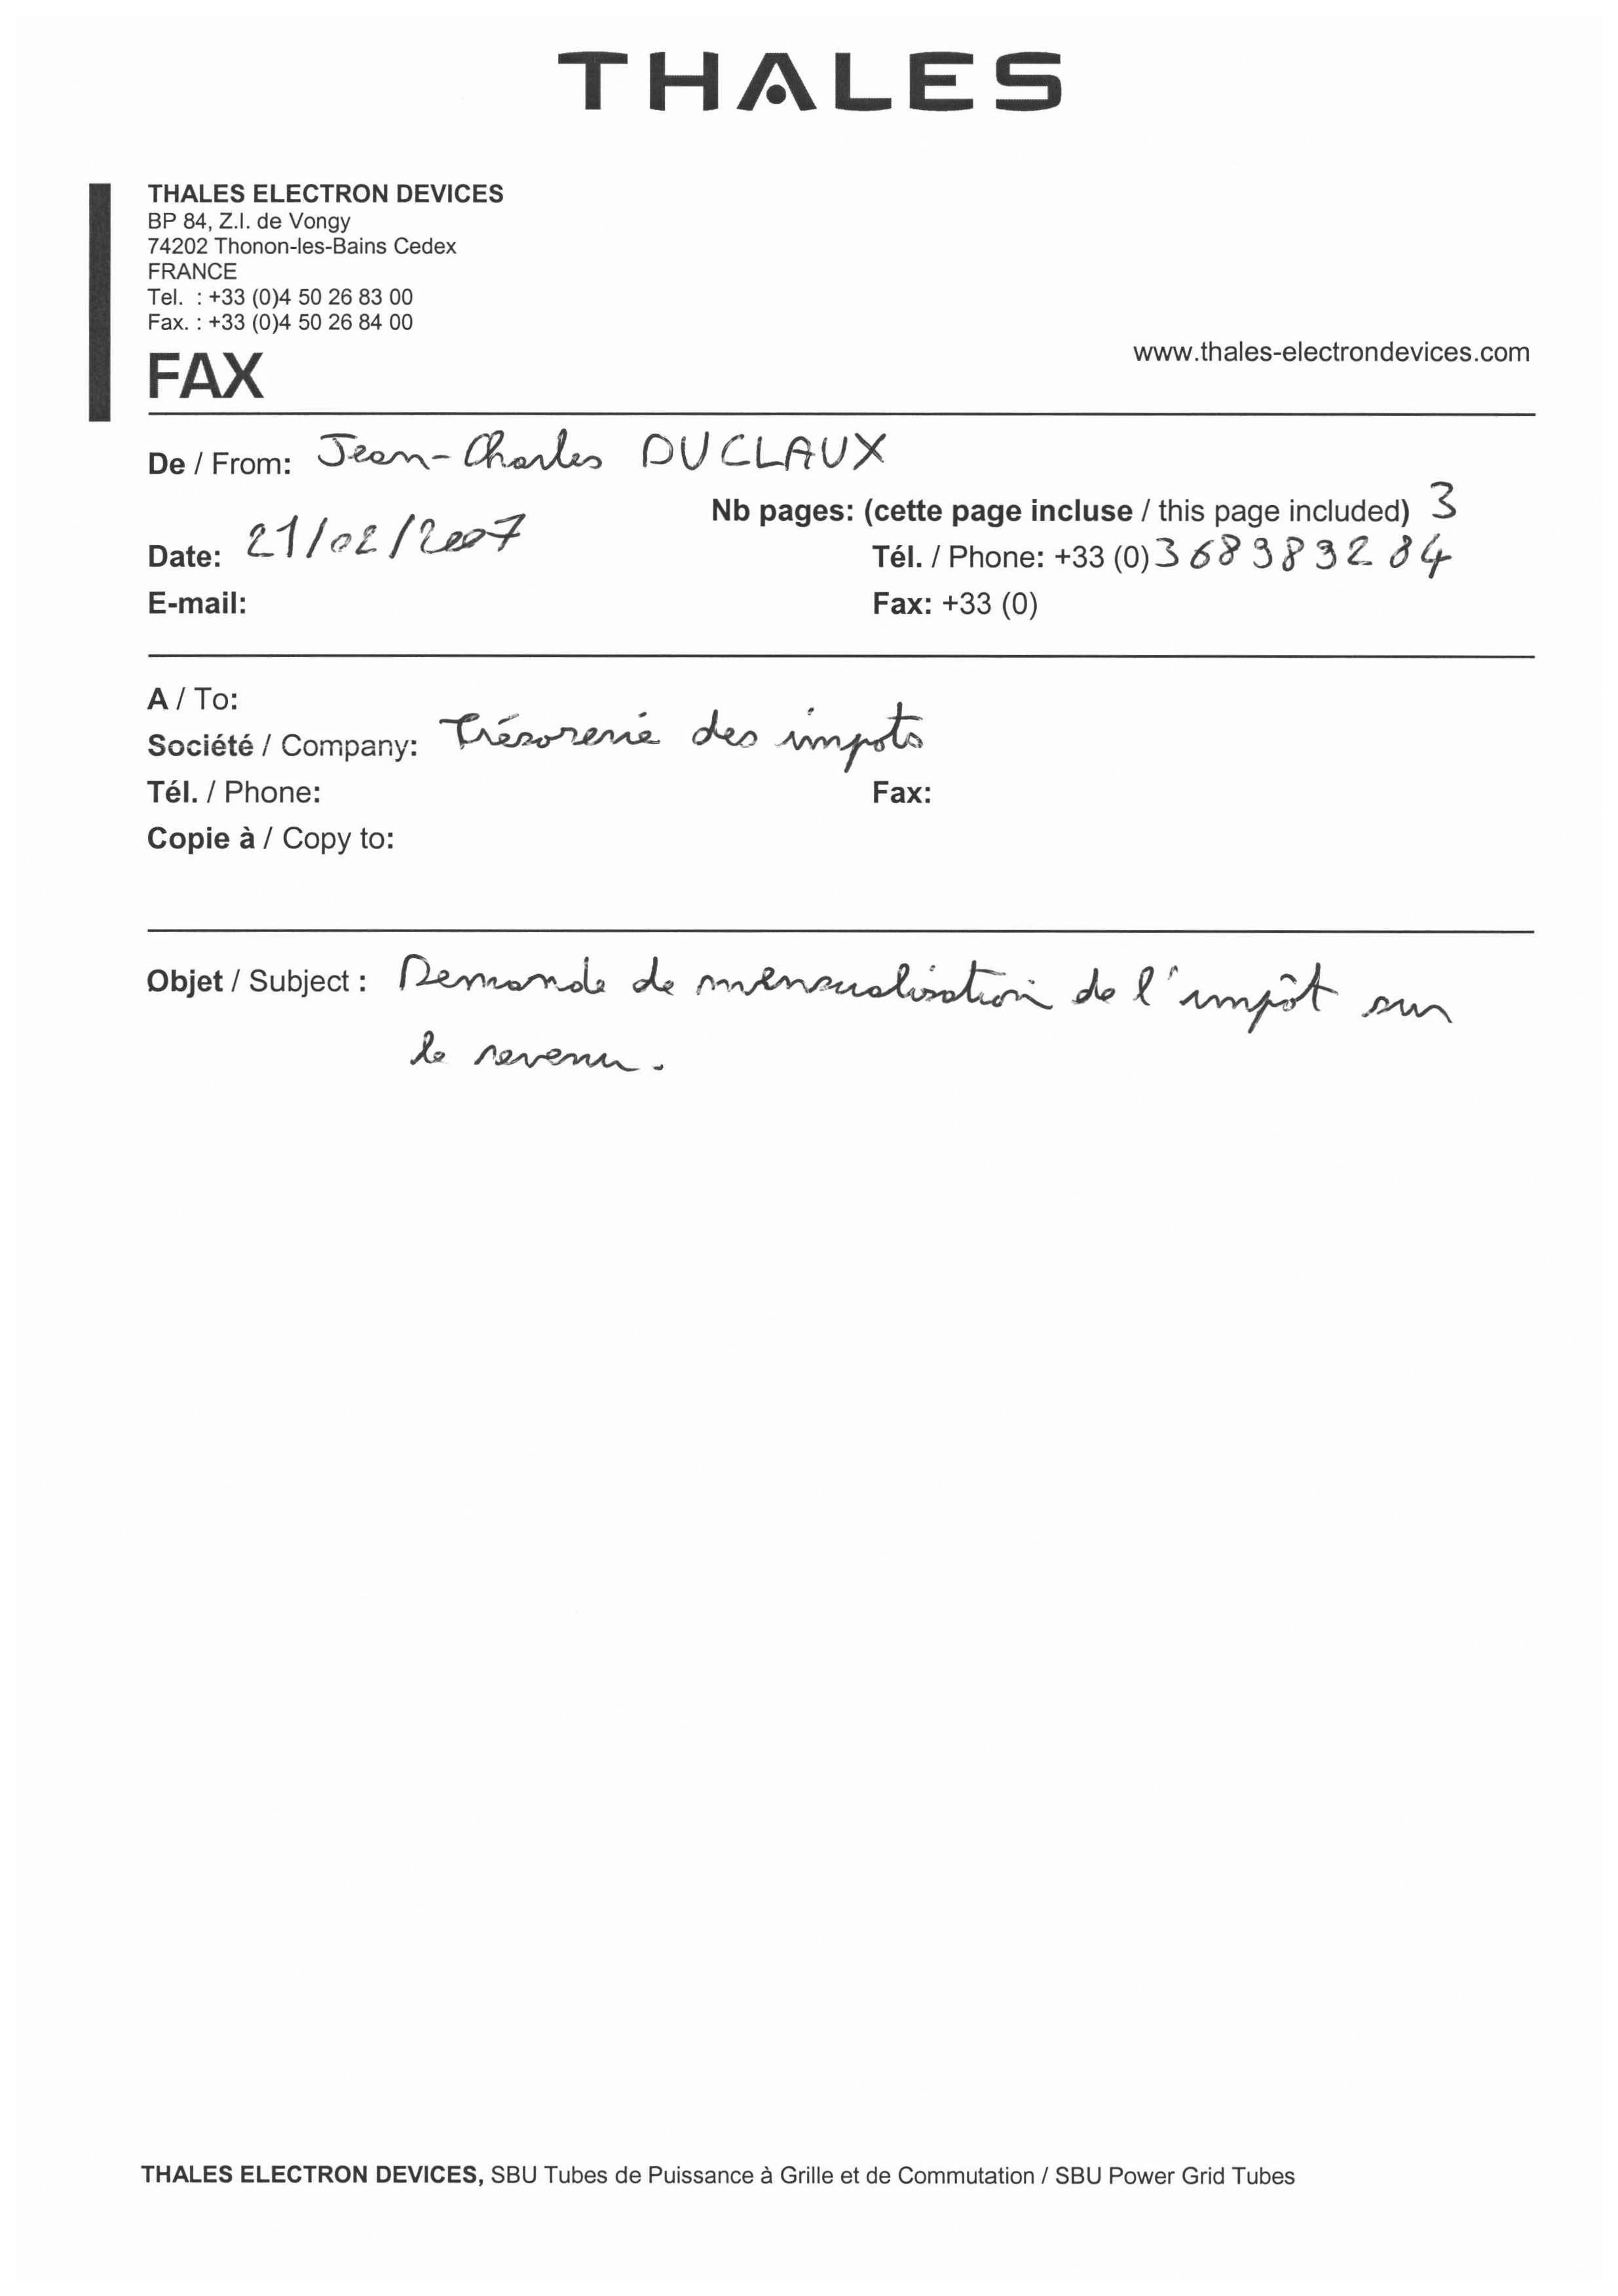 THALES
THALES ELECTRON DEVICES
BP 84, Z.I. de Vongy
74202 Thonon-les-Bains Cedex
FRANCE
Tel. : +33 (0)4 50 26 83 00
Fax. : +33 (0)4 50 26 84 00
www.thales-electrondevices.com
FAX
De / From: Jean-Charles DUCLAUX
Nb pages: (cette page incluse / this page included) 3
Date: 21/02/2007
Tél. / Phone: +33 (0) 3 68 98 32 84
E-mail:
Fax: +33 (0)
A / To:
Société / Company: Trésorerie des impots
Tél. / Phone:
Fax:
Copie à / Copy to:
Objet / Subject : Demande de mensualisation de l'impôt sur
le revenu.
THALES ELECTRON DEVICES, SBU Tubes de Puissance à Grille et de Commutation / SBU Power Grid Tubes